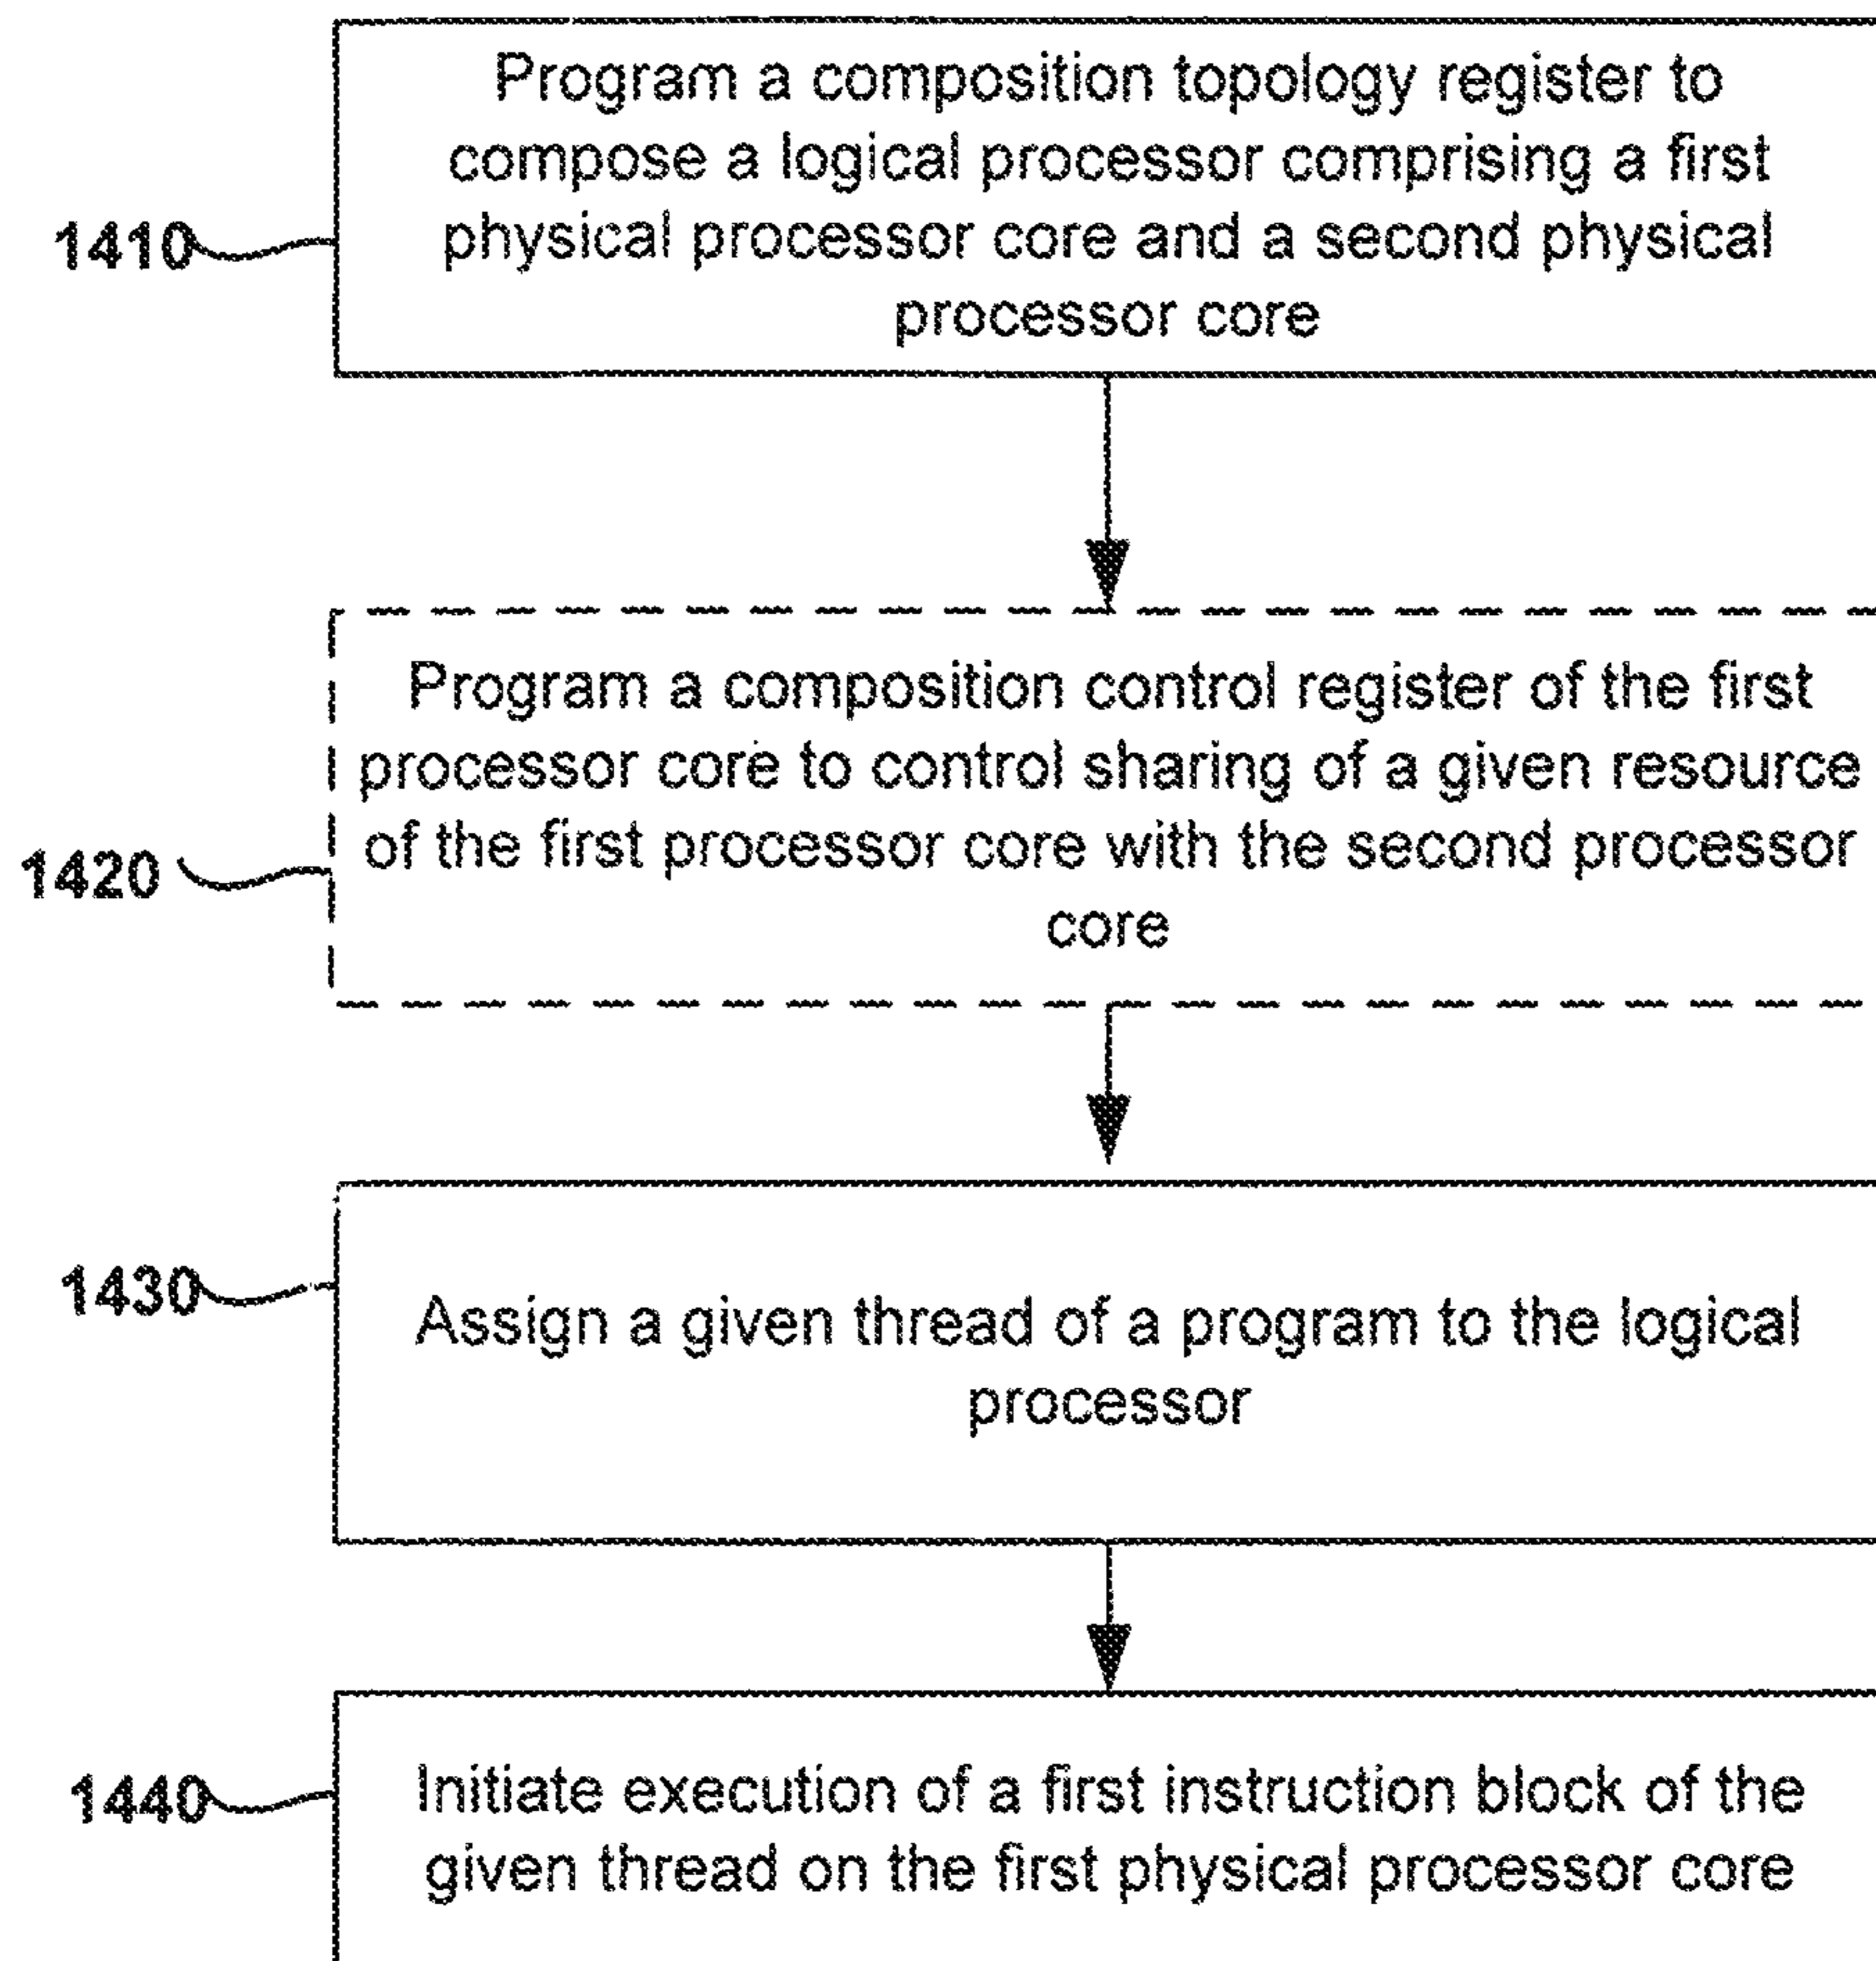 Program a composition topology register to
compose a logical processor comprising a first
physical processor core and a second physical
processor core
1410
Program a composition control register of the first
processor core to control sharing of a given resource
of the first processor core with the second processor
core
1420
Assign a given thread of a program to the logical
processor
1430
Initiate execution of a first instruction block of the
given thread on the first physical processor core
1440